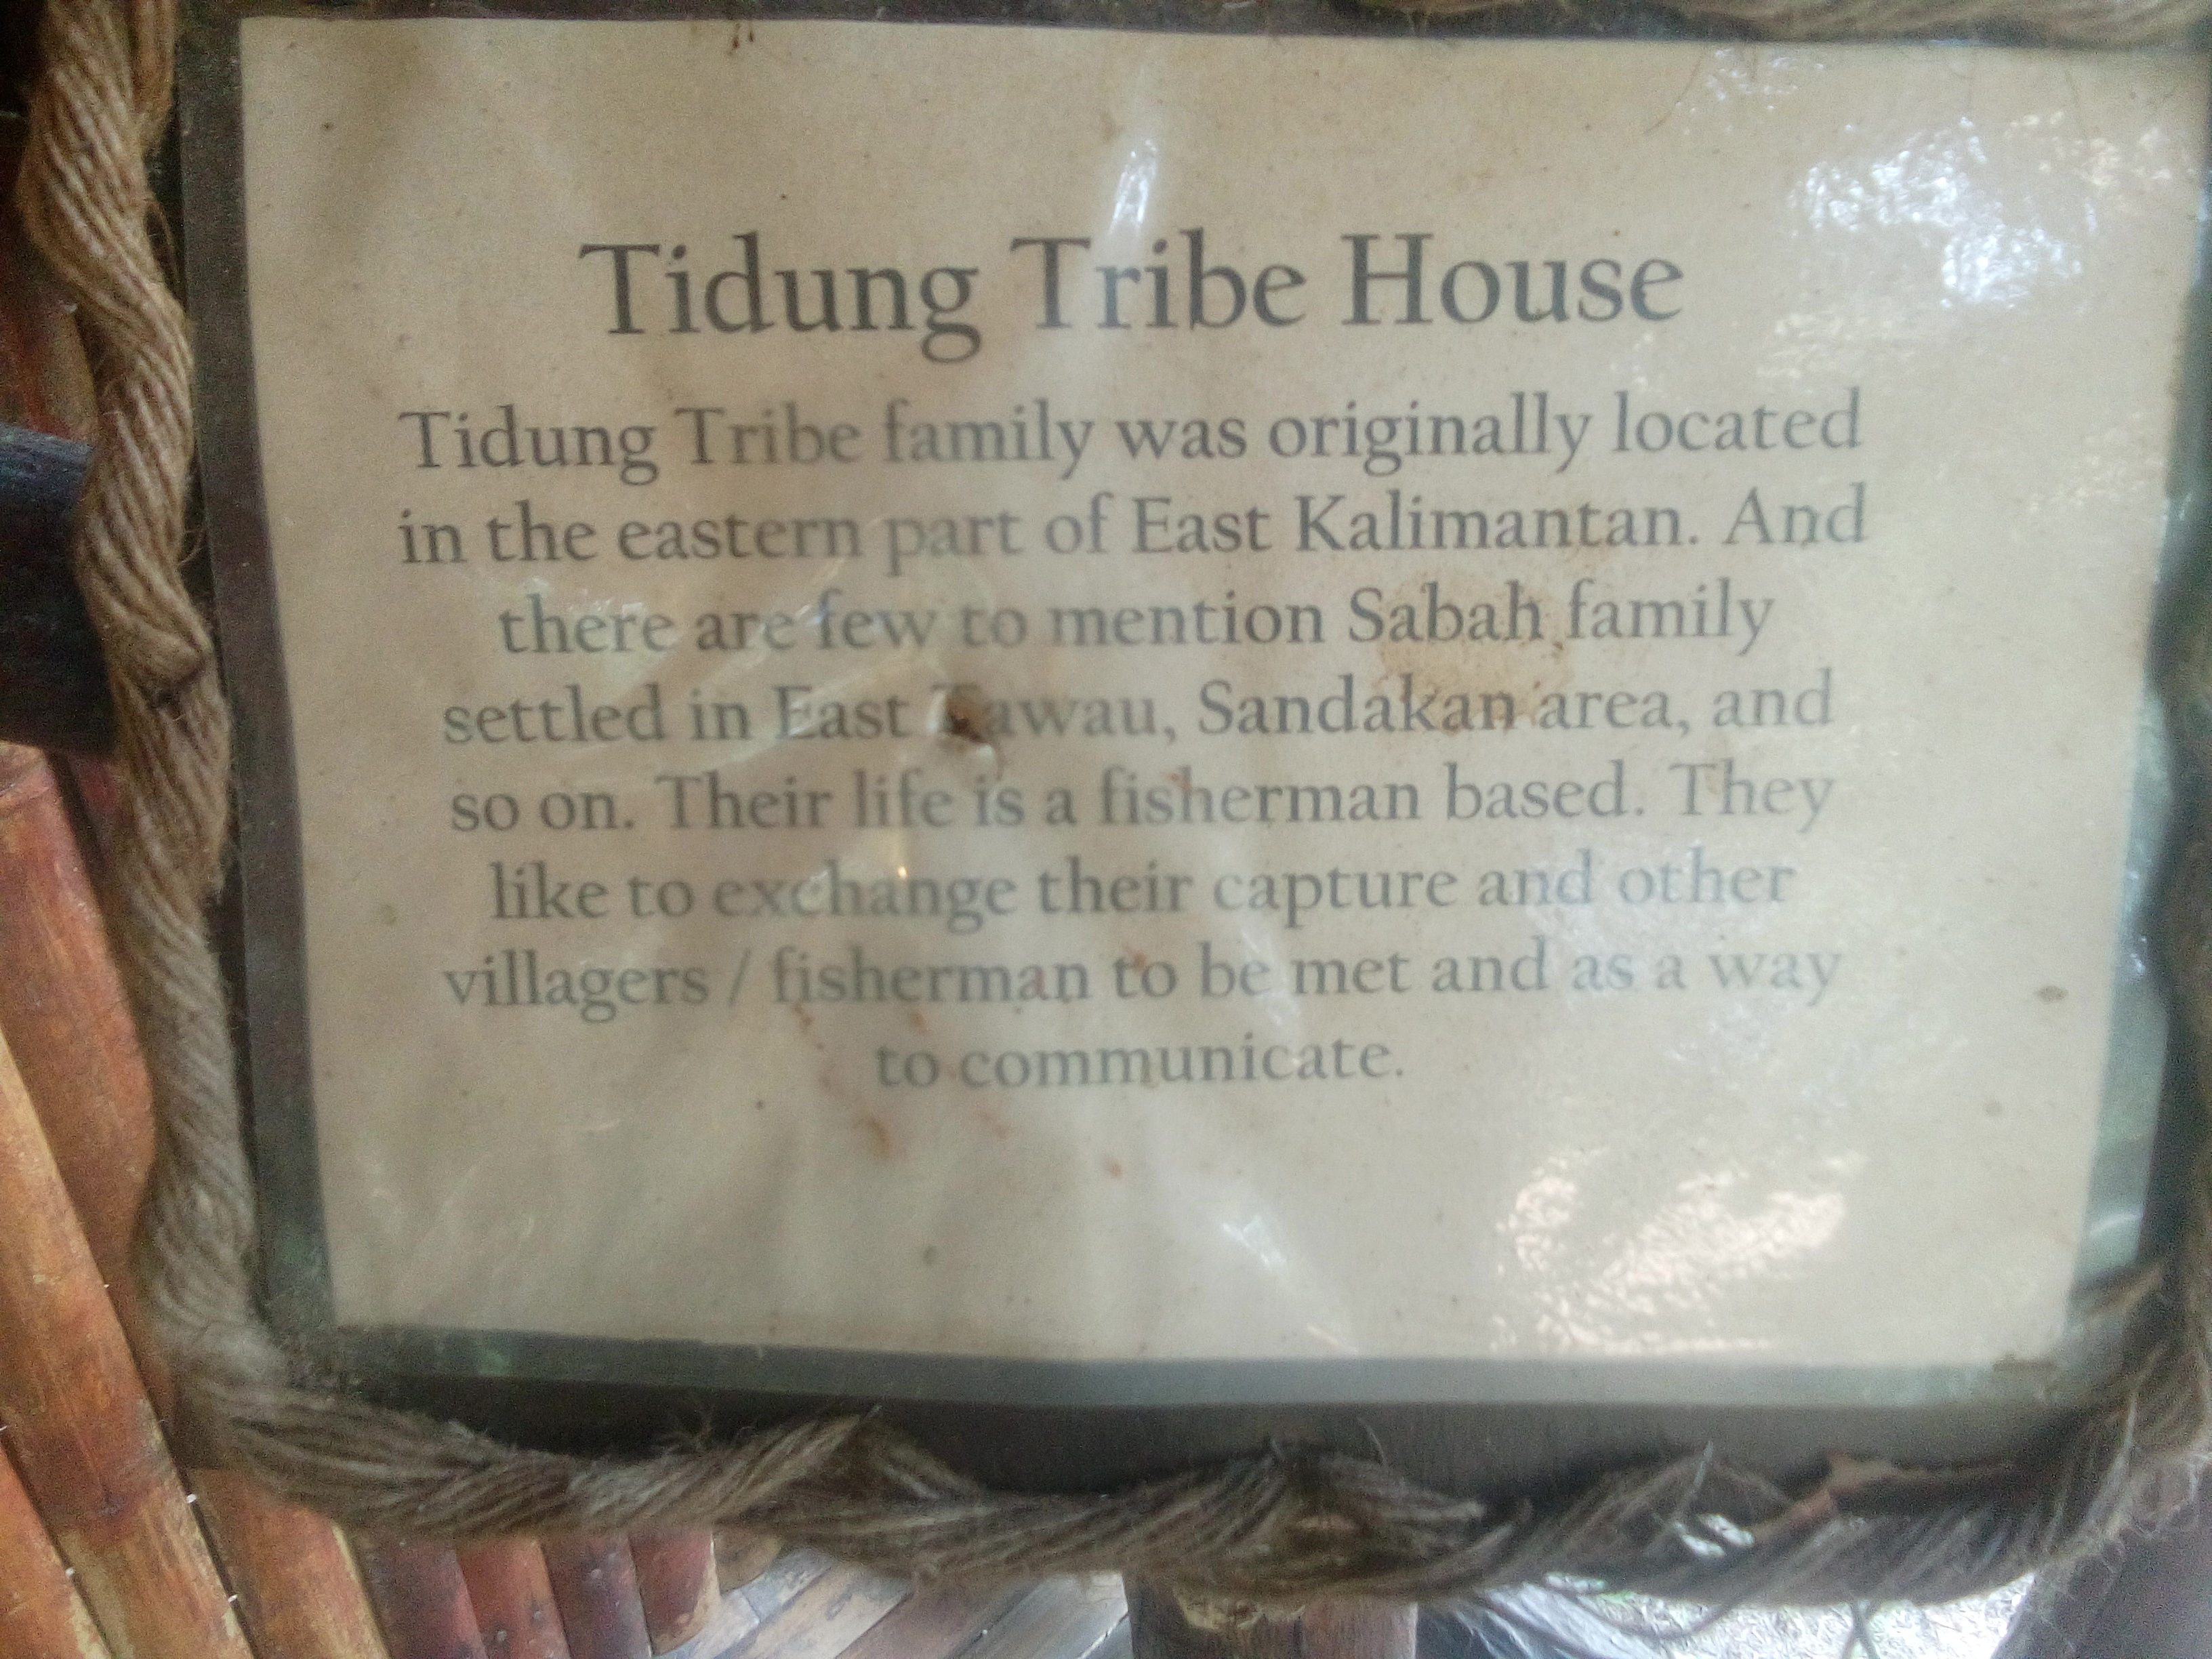 Tidung Tribe House
Tidung Tribe family was originally located
in the eastern part of East Kalimantan. And
there are few to mention Sabah family
settled in East Tawau, Sandakan area, and
so on. Their life is a fisherman based. They
like to exchange their capture and other
villagers / fisherman to be met and as a way
to communicate.